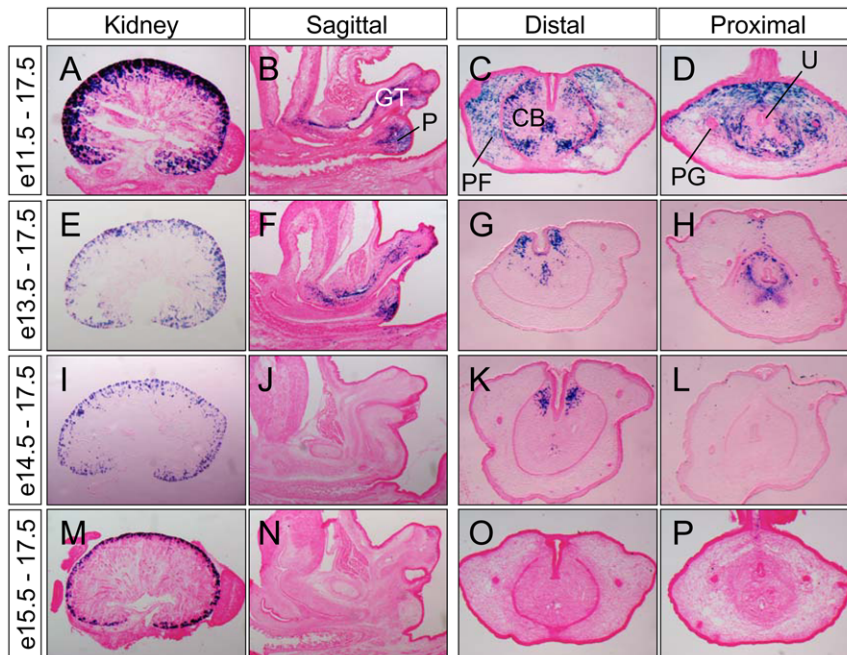 Kidney Sagittal Distal Proximal
e11.5 - 17.5
A B GT P C CB PF D U PG
e13.5 - 17.5
E F G H
e14.5 - 17.5
I J K L
e15.5 - 17.5
M N O P